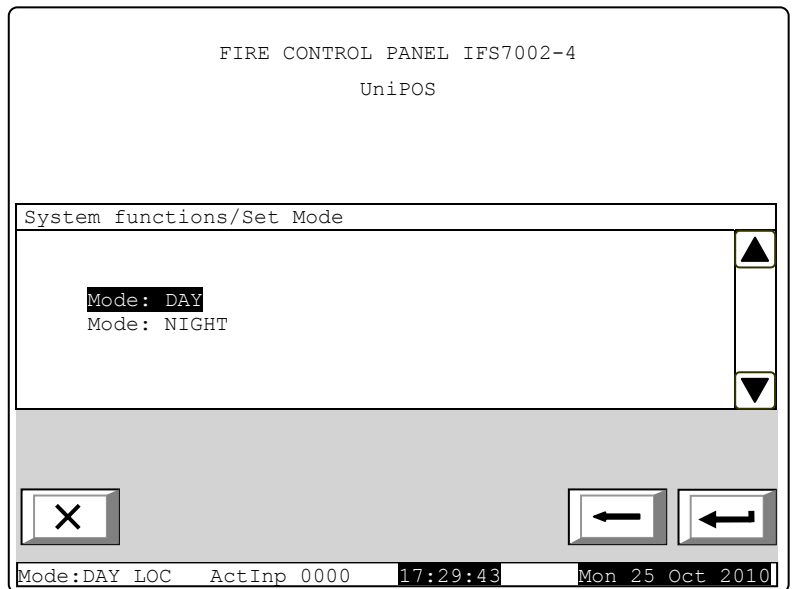 FIRE CONTROL PANEL IFS7002-4
UniPOS
System functions/Set Mode
Mode: DAY
Mode: NIGHT
Mode:DAY LOC ActInp 0000 17:29:43 Mon 25 Oct 2010